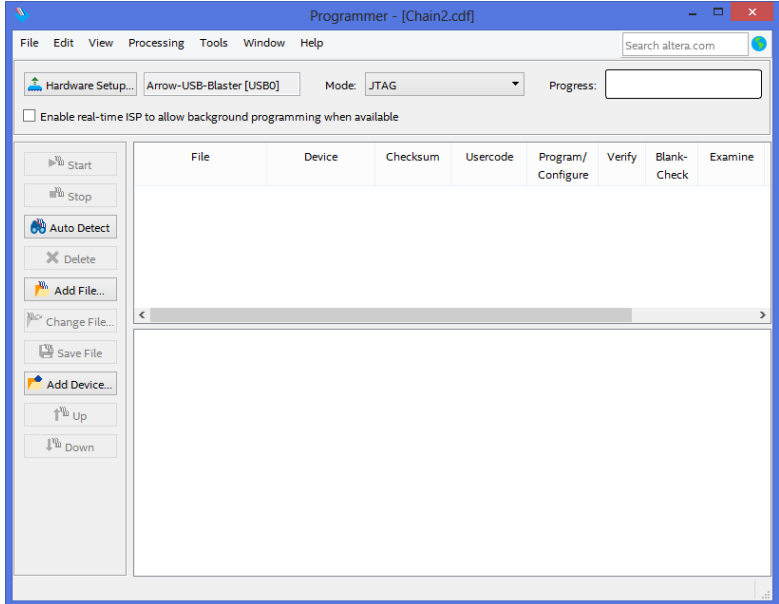 Programmer - [Chain2.cdf]
File Edit View Processing Tools Window Help
Search altera.com
Hardware Setup... Arrow-USB-Blaster [USB0] Mode: JTAG Progress:
Enable real-time ISP to allow background programming when available
File Device Checksum Usercode Program/ Verify Blank- Examine
Configure Check
Start
Stop
Auto Detect
Delete
Add File...
Change File...
Save File
Add Device...
Up
Down